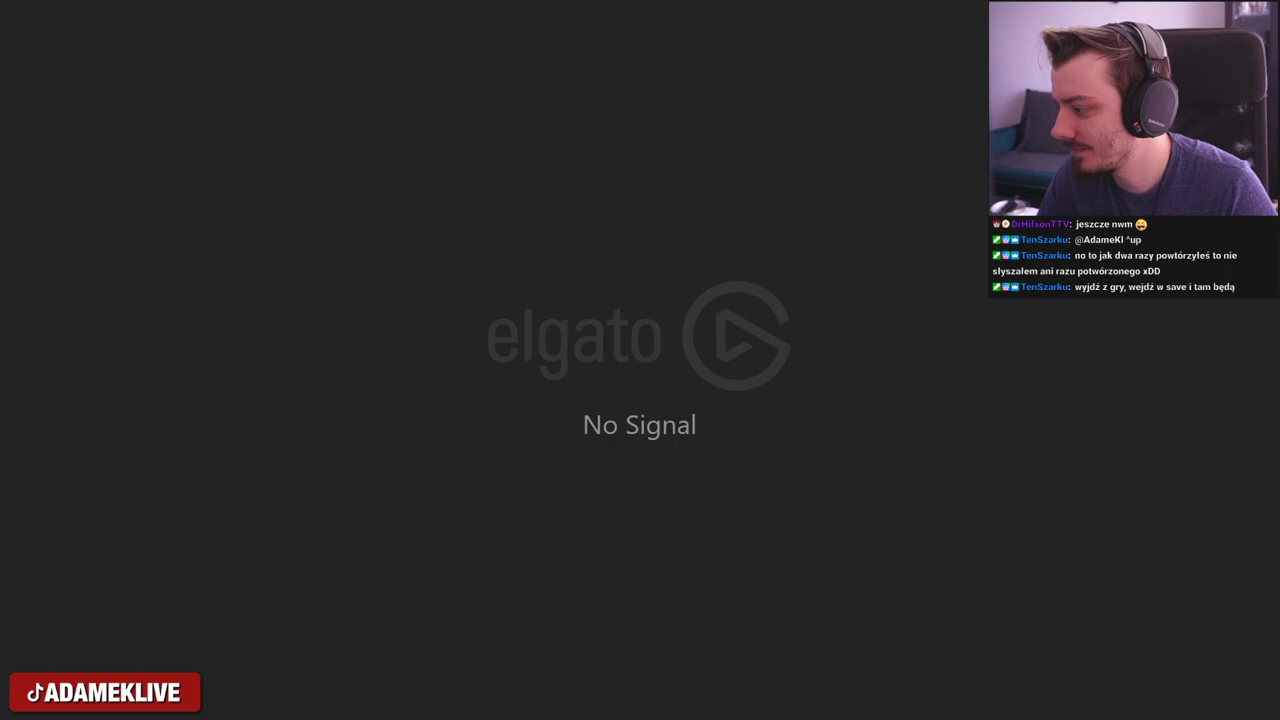 DrHifsonTTV: jeszcze nwm
TenSzarku: @AdameKl ^up
TenSzarku: no to jak dwa razy powtórzyłeś to nie
słyszałem ani razu potwórzonego xDD
TenSzarku: wyjdź z gry, wejdź w save i tam będą
elgato
No Signal
ADAMEKLIVE